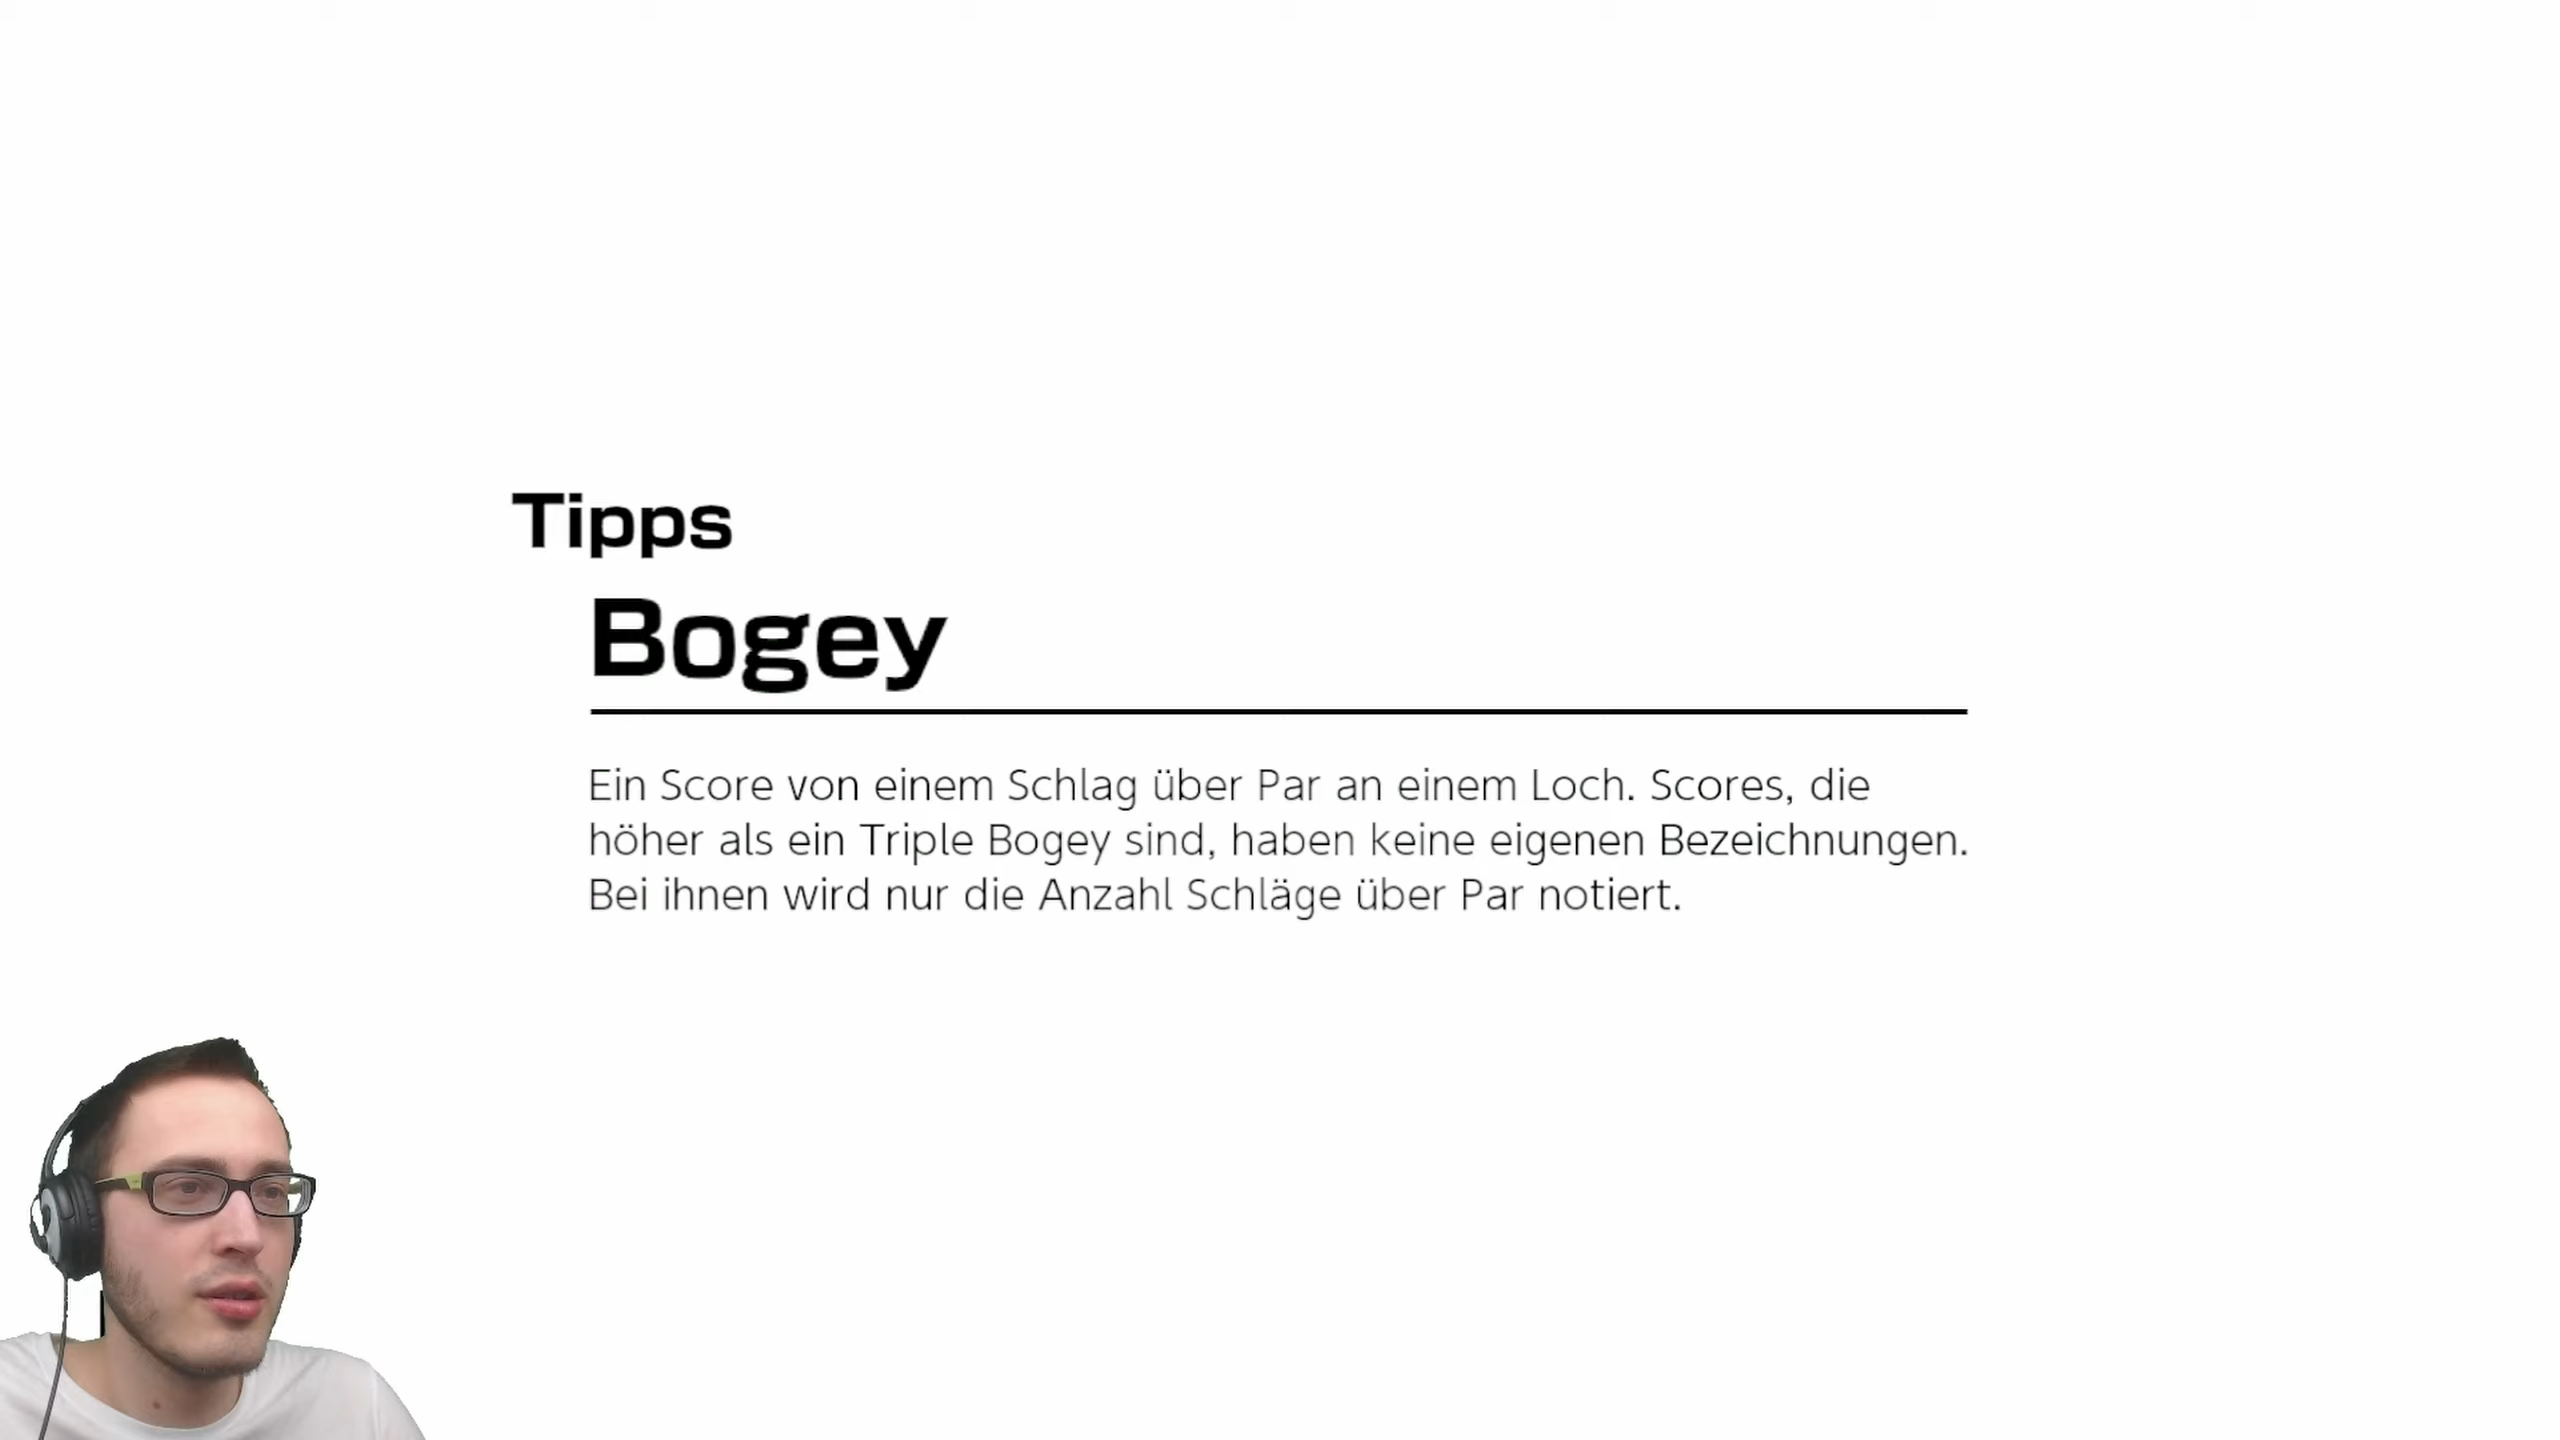 Tipps
Bogey
Ein Score von einem Schlag über Par an einem Loch. Scores, die
höher als ein Triple Bogey sind, haben keine eigenen Bezeichnungen.
Bei ihnen wird nur die Anzahl Schläge über Par notiert.